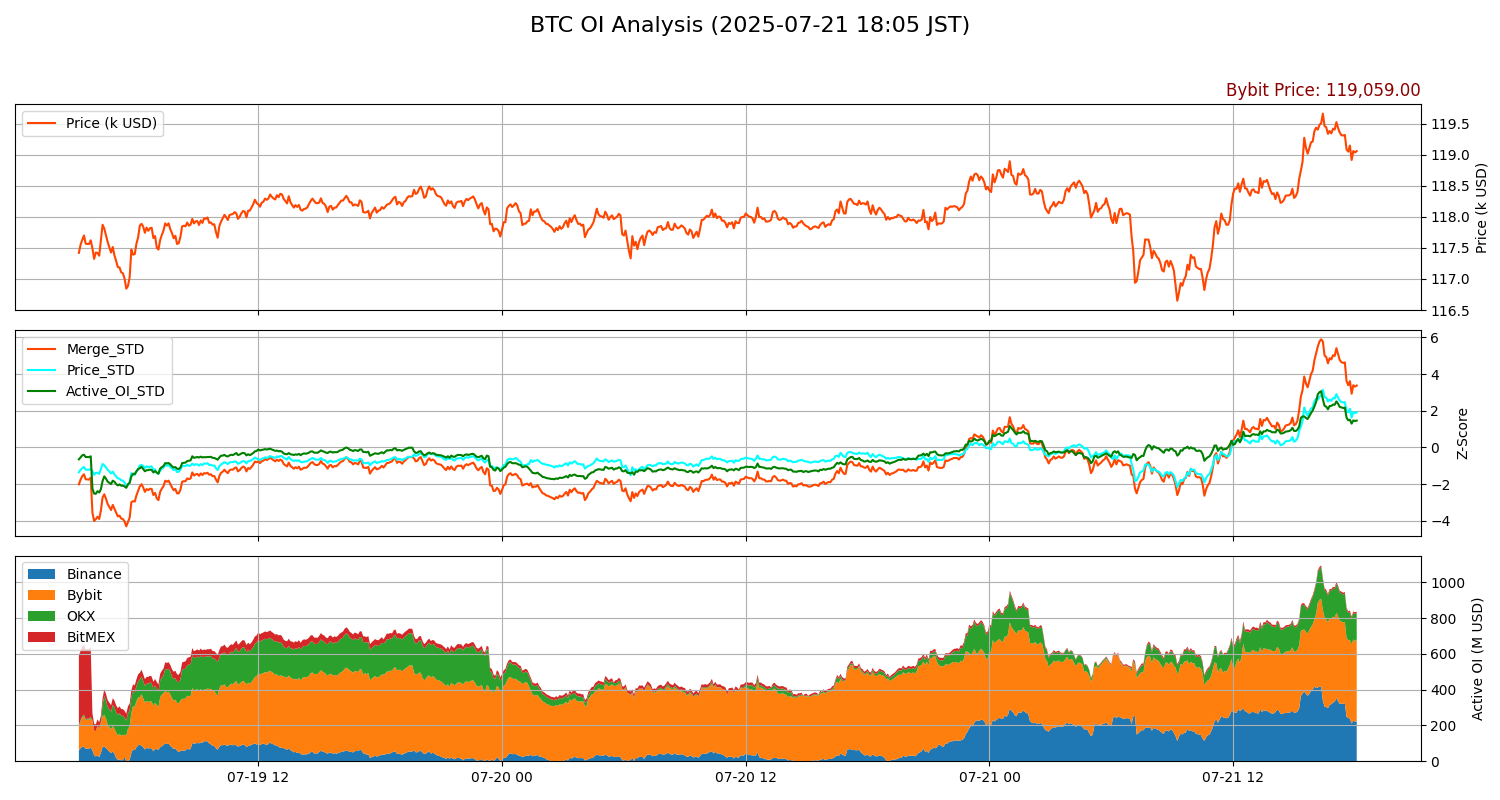 BTC OI Analysis (2025-07-21 18:05 JST)
Bybit Price: 119,059.00
Price (k USD)
119.5
119.0
118.5
118.0
117.5
117.0
116.5
Price (k USD)
Merge_STD
Price_STD
Active_OI_STD
6
4
2
0
−2
−4
Z-Score
Binance
Bybit
OKX
BitMEX
1000
800
600
400
200
0
Active OI (M USD)
07-19 12
07-20 00
07-20 12
07-21 00
07-21 12